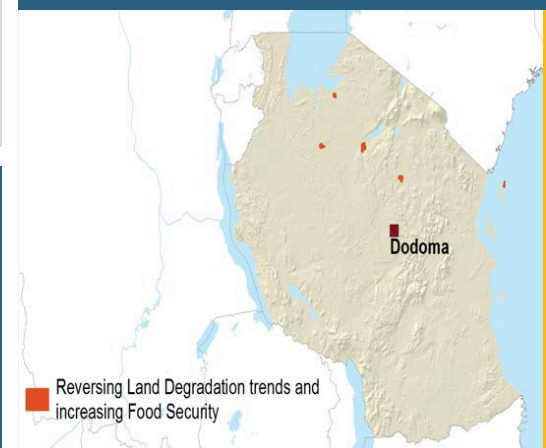 Dodoma
Reversing Land Degradation trends and
increasing Food Security